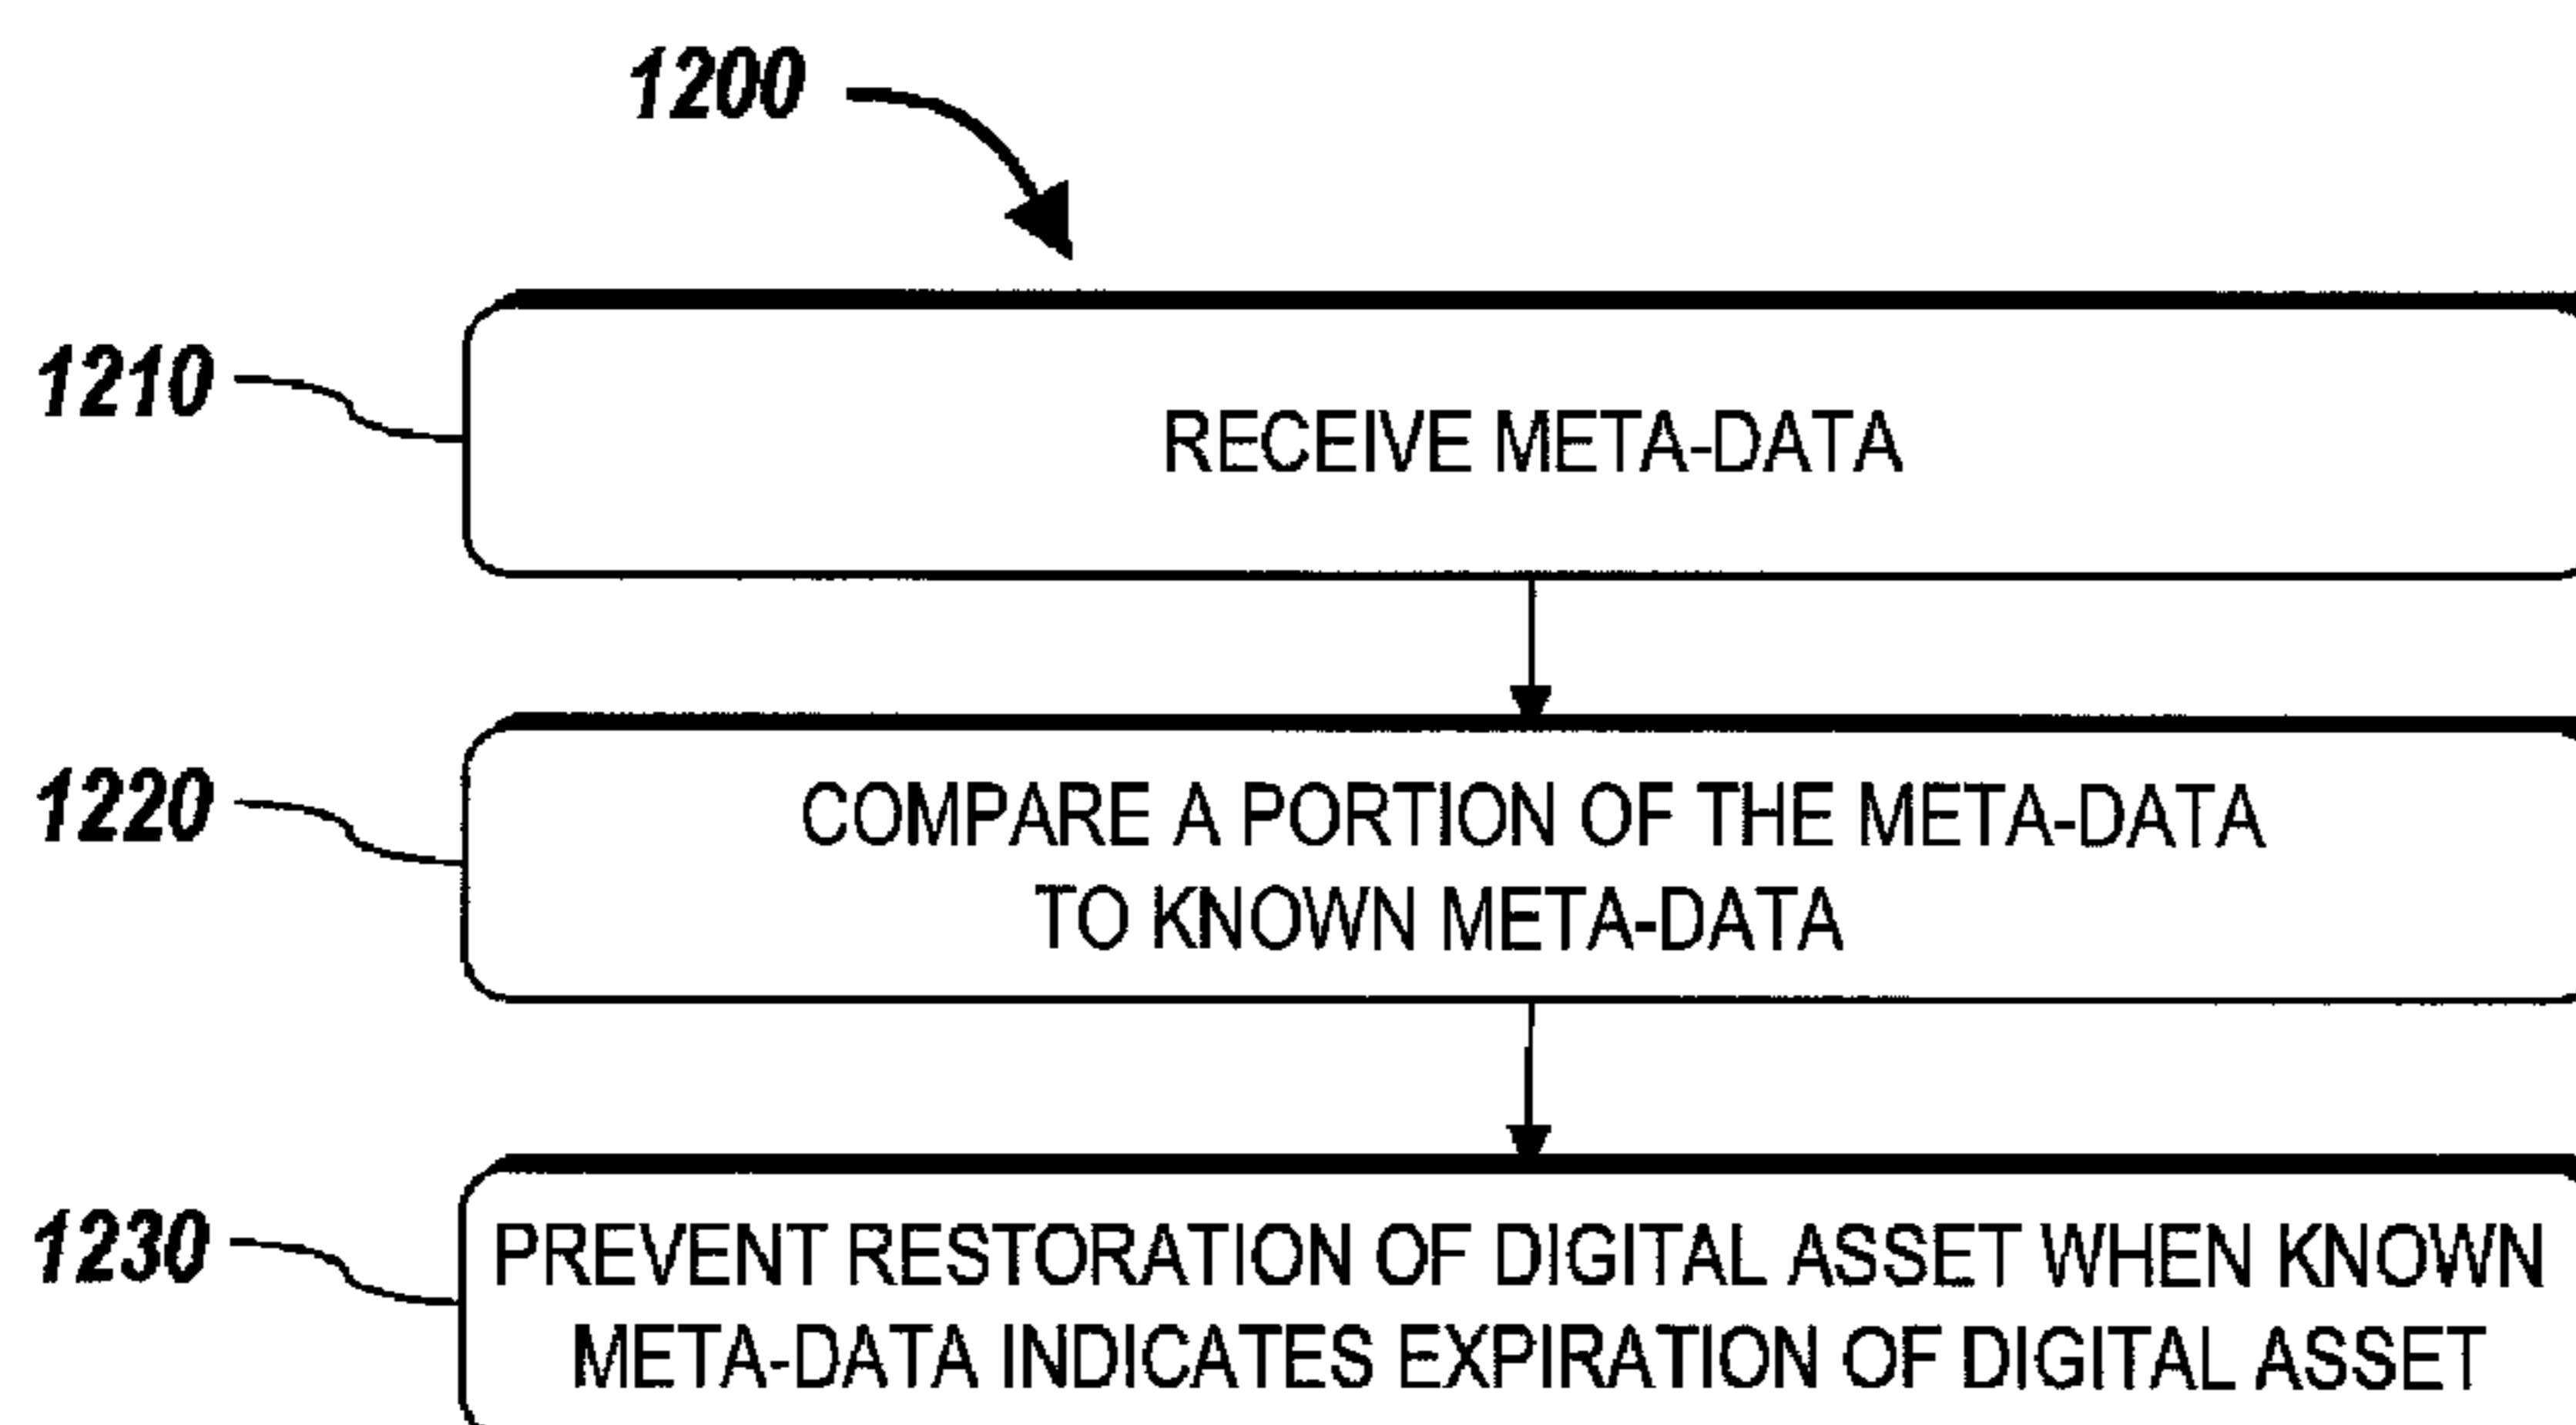 1200
1210
RECEIVE META-DATA
1220
COMPARE A PORTION OF THE META-DATA
TO KNOWN META-DATA
1230
PREVENT RESTORATION OF DIGITAL ASSET WHEN KNOWN
META-DATA INDICATES EXPIRATION OF DIGITAL ASSET